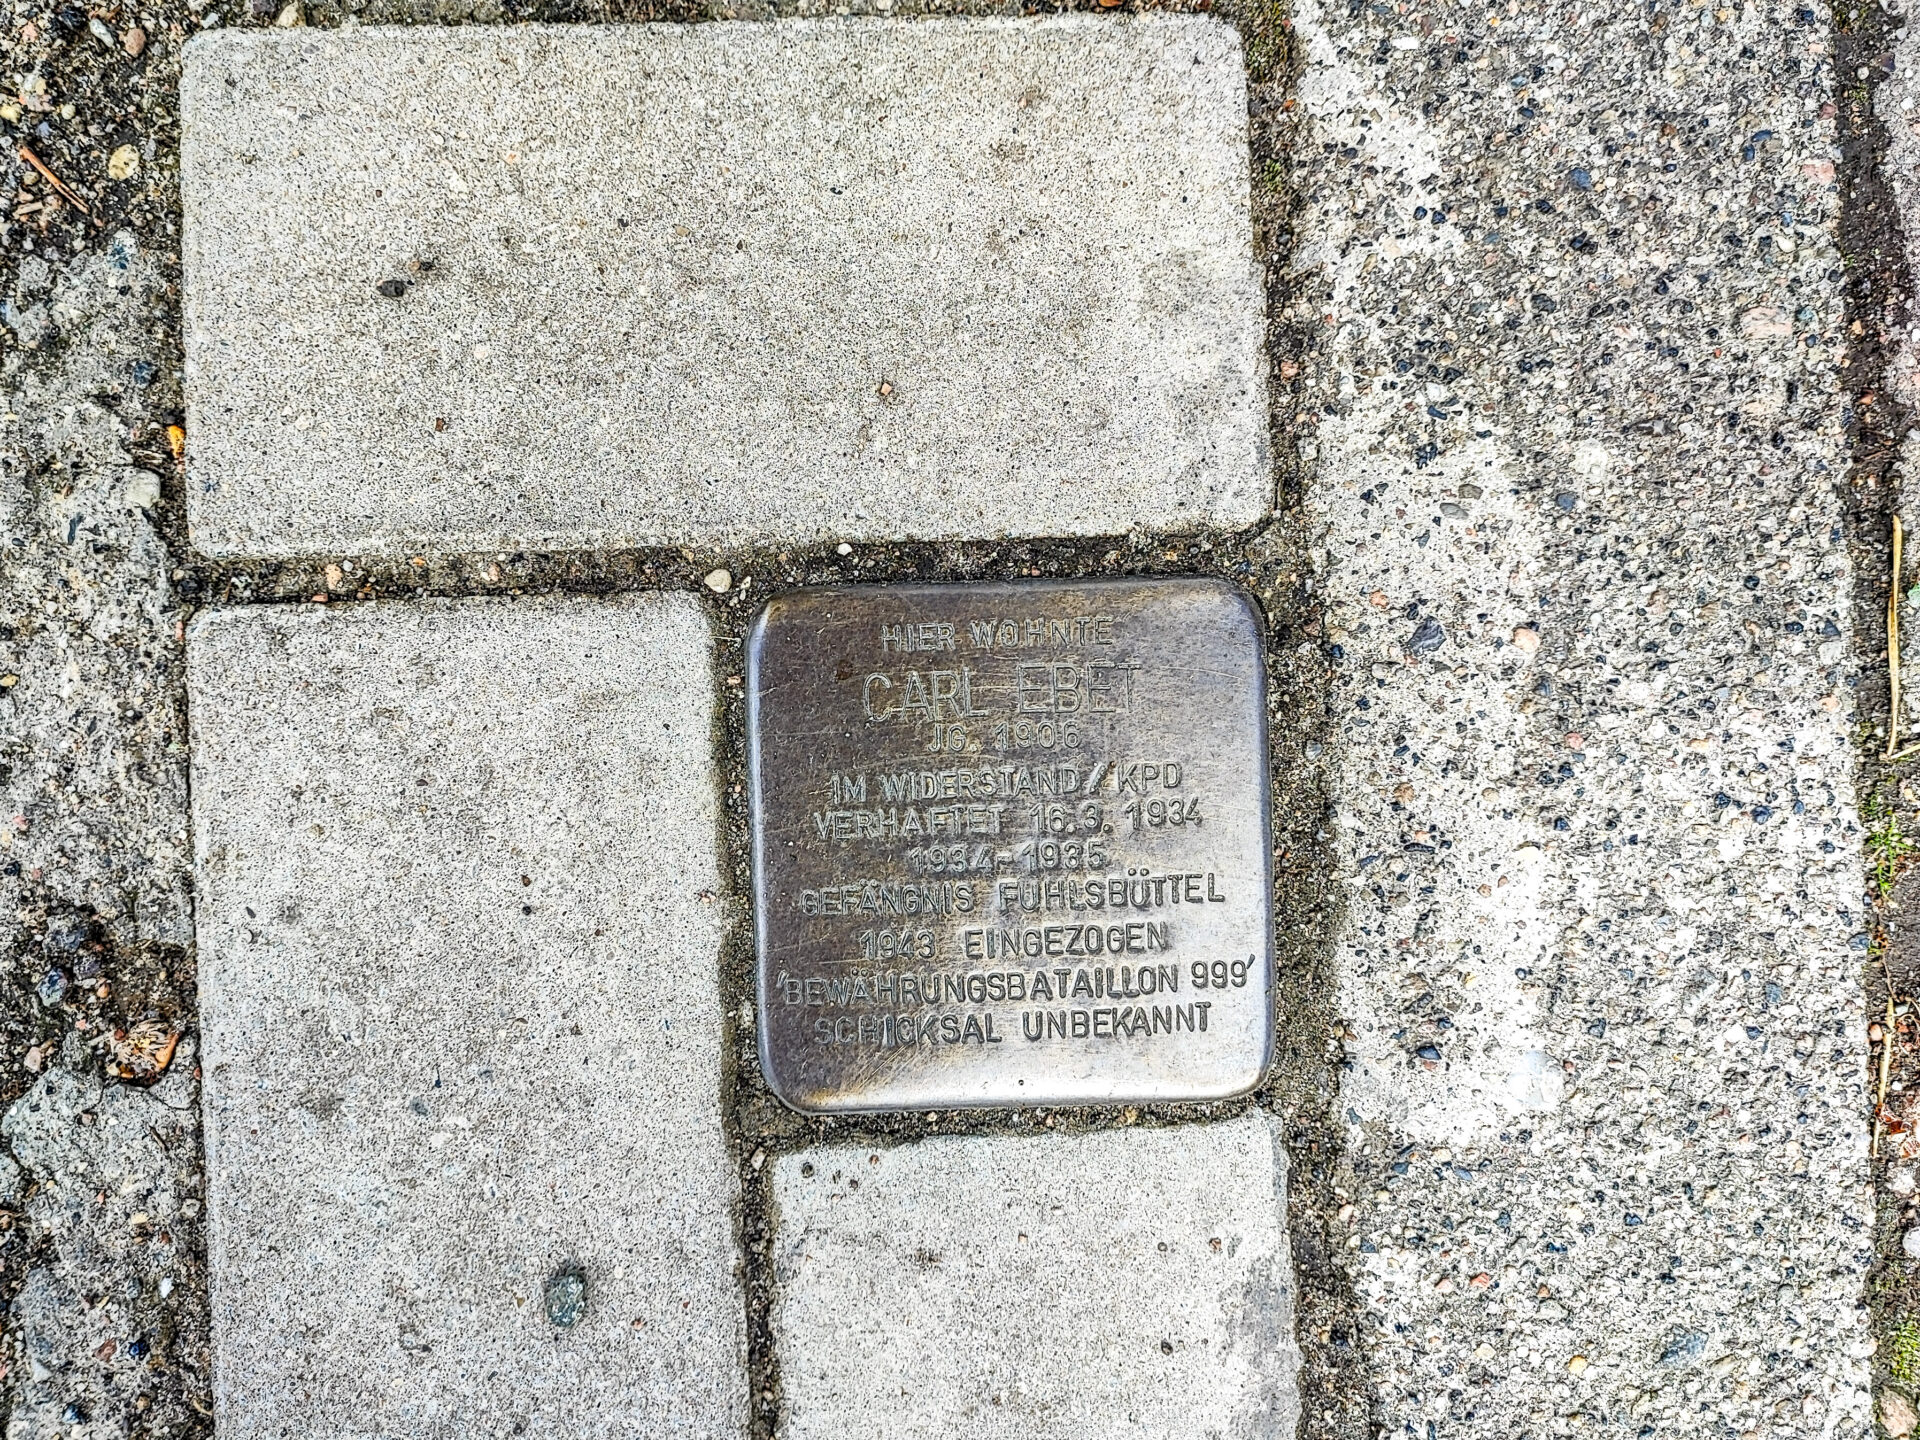 HIER WOHNTE
CARL EBET
JG. 1906
IM WIDERSTAND / KPD
VERHAFTET 16.3. 1934
1934-1935
GEFÄNGNIS FUHLSBÜTTEL
1943 EINGEZOGEN
'BEWÄHRUNGSBATAILLON 999'
SCHICKSAL UNBEKANNT